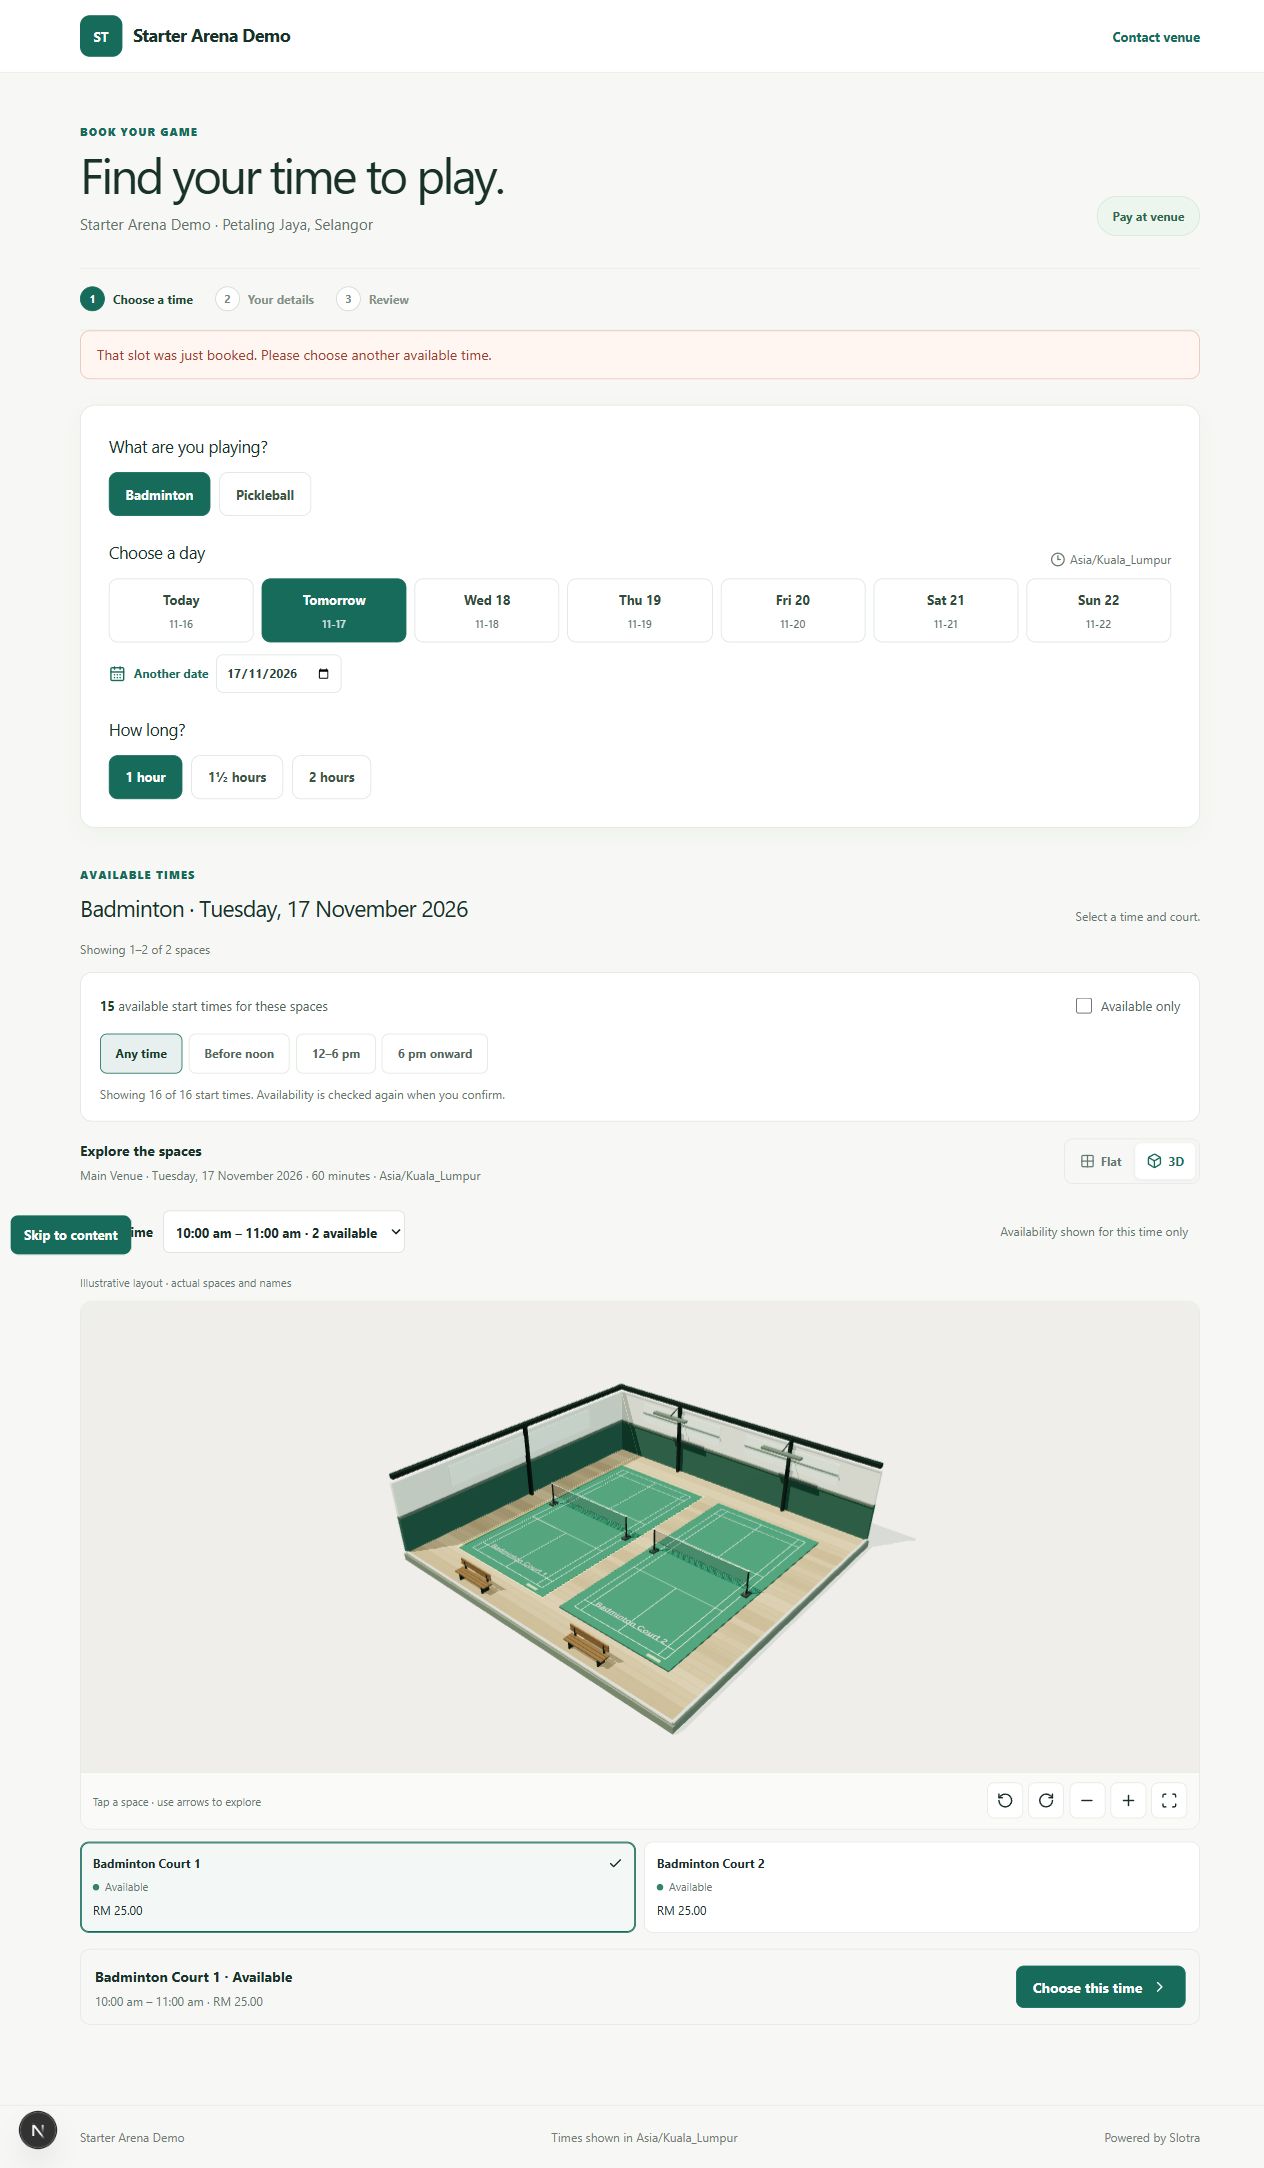 ST Starter Arena Demo
Contact venue
BOOK YOUR GAME
Find your time to play.
Starter Arena Demo · Petaling Jaya, Selangor
Pay at venue
1 Choose a time 2 Your details 3 Review
That slot was just booked. Please choose another available time.
What are you playing?
Badminton Pickleball
Choose a day
Asia/Kuala_Lumpur
Today Tomorrow Wed 18 Thu 19 Fri 20 Sat 21 Sun 22
11-16 11-17 11-18 11-19 11-20 11-21 11-22
Another date 17/11/2026
How long?
1 hour 1½ hours 2 hours
AVAILABLE TIMES
Badminton · Tuesday, 17 November 2026
Select a time and court.
Showing 1–2 of 2 spaces
15 available start times for these spaces
Available only
Any time Before noon 12–6 pm 6 pm onward
Showing 16 of 16 start times. Availability is checked again when you confirm.
Explore the spaces
Main Venue · Tuesday, 17 November 2026 · 60 minutes · Asia/Kuala_Lumpur
Flat 3D
Skip to content ime 10:00 am – 11:00 am · 2 available
Availability shown for this time only
Illustrative layout · actual spaces and names
Badminton Court 1
Badminton Court 2
Tap a space · use arrows to explore
Badminton Court 1
Available
RM 25.00
Badminton Court 2
Available
RM 25.00
Badminton Court 1 · Available
10:00 am – 11:00 am · RM 25.00
Choose this time
N
Starter Arena Demo
Times shown in Asia/Kuala_Lumpur
Powered by Slotra